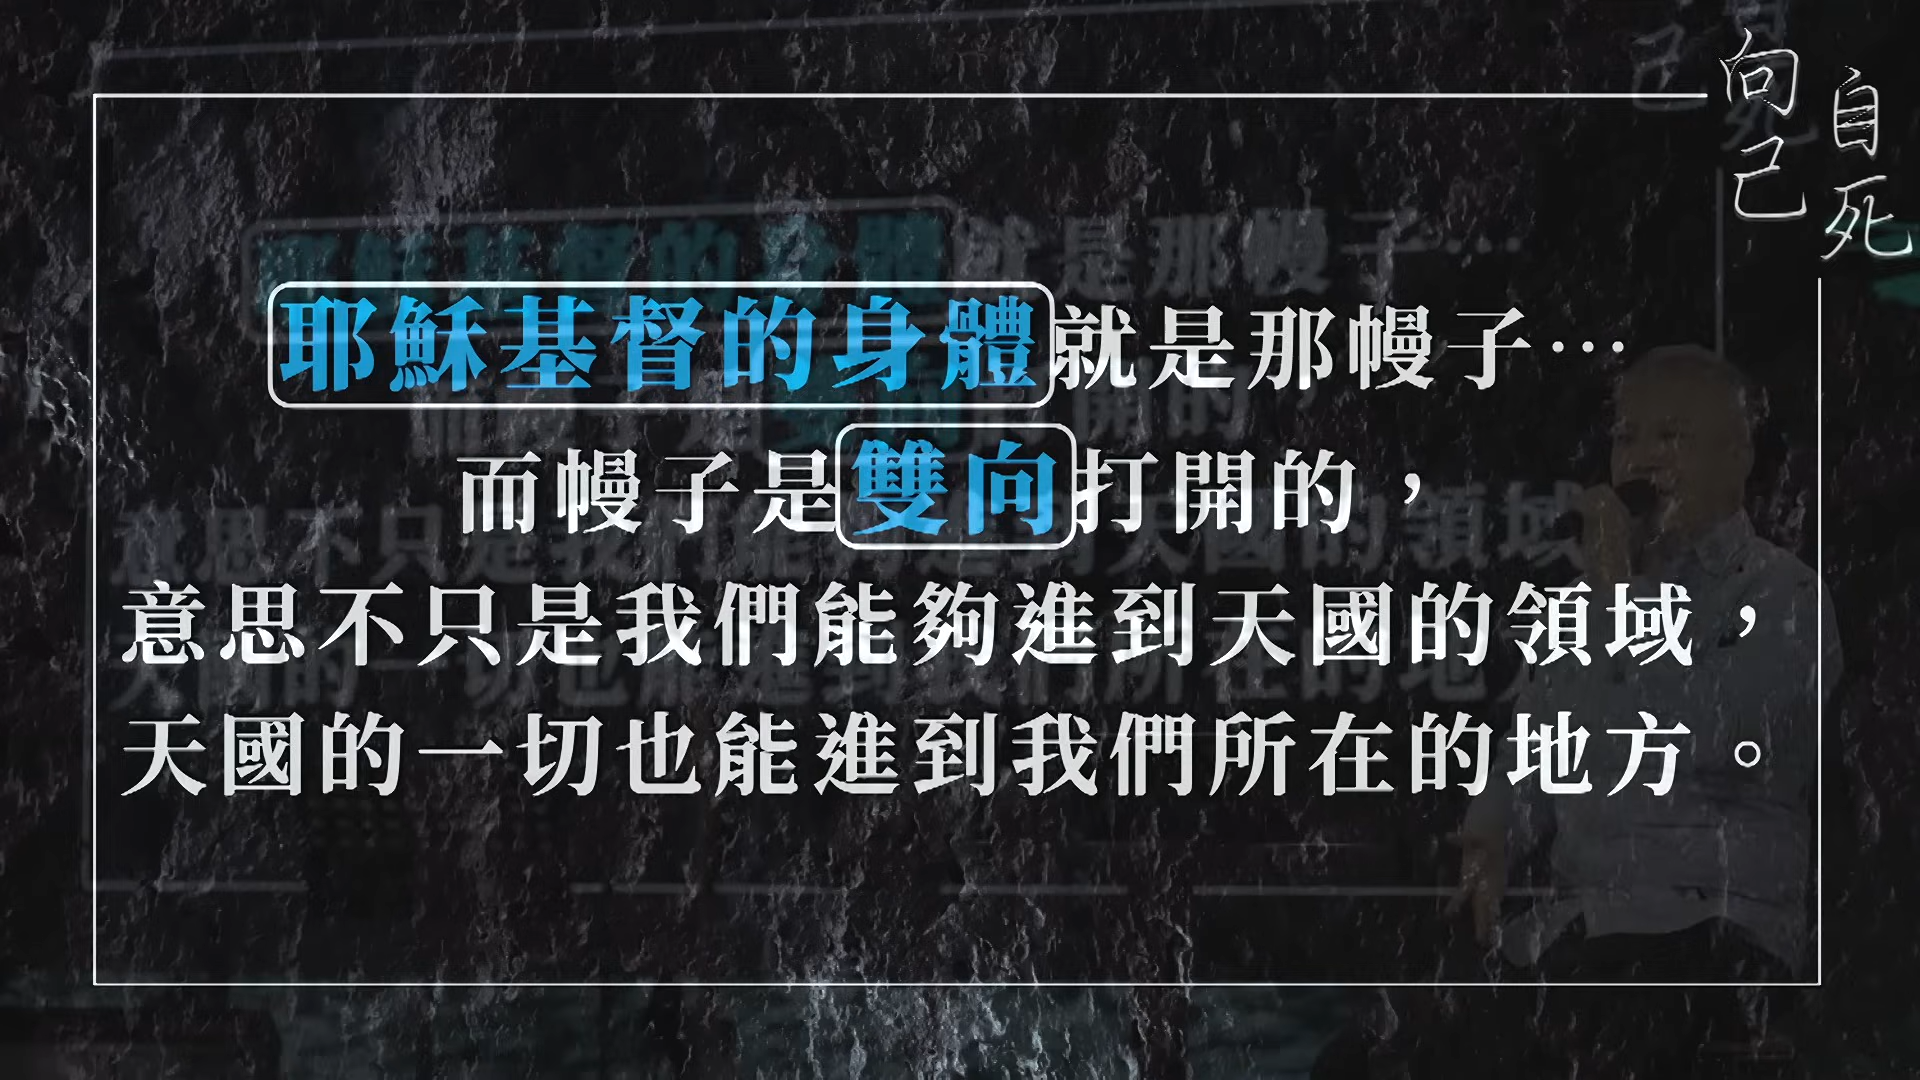 向自己死
耶穌基督的身體就是那幔子…
而幔子是雙向打開的，
意思不只是我們能夠進到天國的領域，
天國的一切也能進到我們所在的地方。